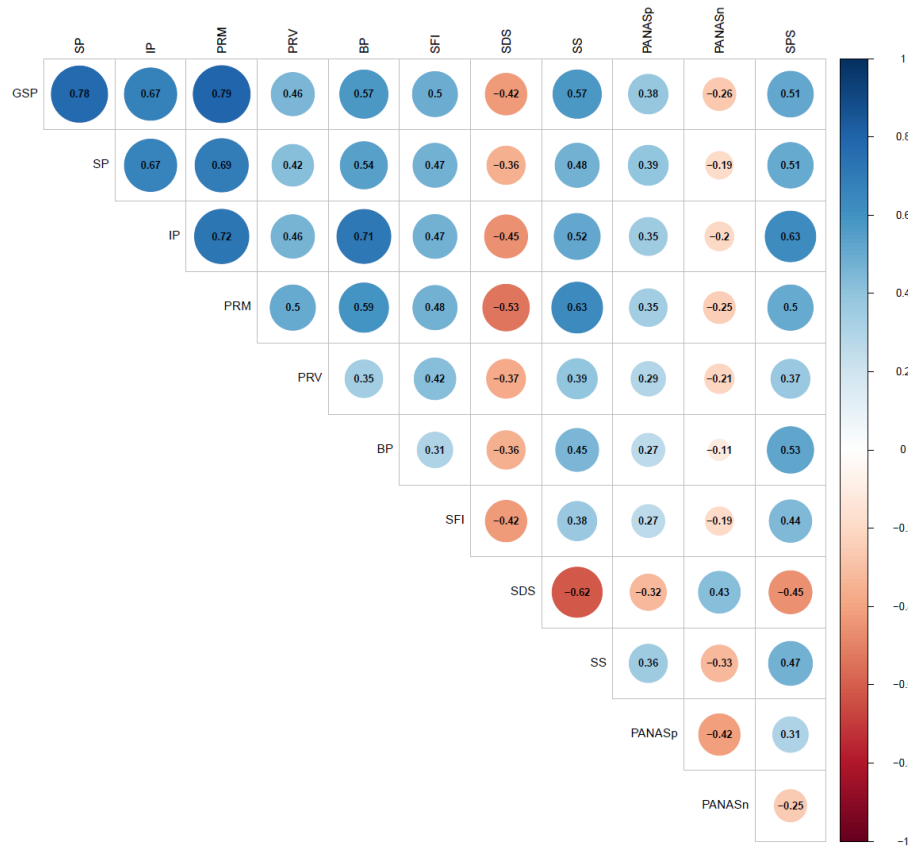 SP IP PRM PRV BP SFI SDS SS PANASp PANASn SPS
GSP 0.78 0.67 0.79 0.46 0.57 0.5 −0.42 0.57 0.38 −0.26 0.51
SP 0.67 0.69 0.42 0.54 0.47 −0.36 0.48 0.39 −0.19 0.51
IP 0.72 0.46 0.71 0.47 −0.45 0.52 0.35 −0.2 0.63
PRM 0.5 0.59 0.48 −0.53 0.63 0.35 −0.25 0.5
PRV 0.35 0.42 −0.37 0.39 0.29 −0.21 0.37
BP 0.31 −0.36 0.45 0.27 −0.11 0.53
SFI −0.42 0.38 0.27 −0.19 0.44
SDS −0.62 −0.32 0.43 −0.45
SS 0.36 −0.33 0.47
PANASp −0.42 0.31
PANASn −0.25
1
0.2
0
−1